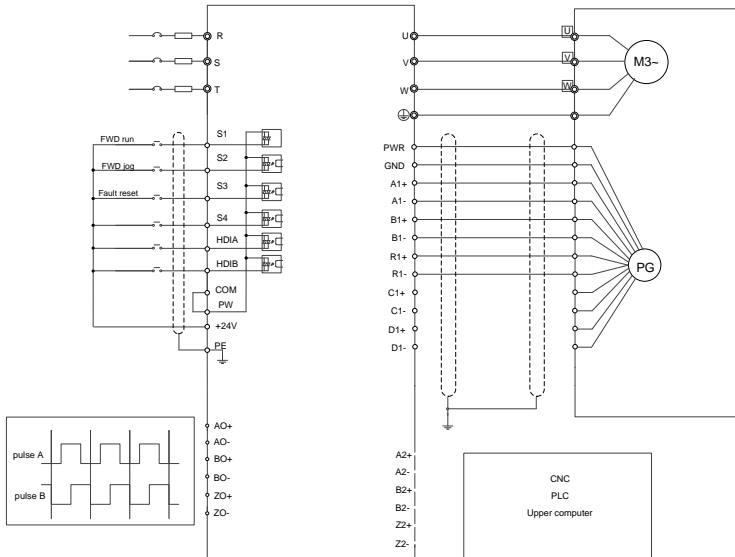 R
S
T
FWD run
FWD jog
Fault reset
S1
S2
S3
S4
HDIA
HDIB
COM
PW
+24V
PE
U
V
W
U
V
W
M3~
PWR
GND
A1+
A1-
B1+
B1-
R1+
R1-
C1+
C1-
D1+
D1-
PG
pulse A
pulse B
AO+
AO-
BO+
BO-
ZO+
ZO-
A2+
A2-
B2+
B2-
Z2+
Z2-
CNC
PLC
Upper computer